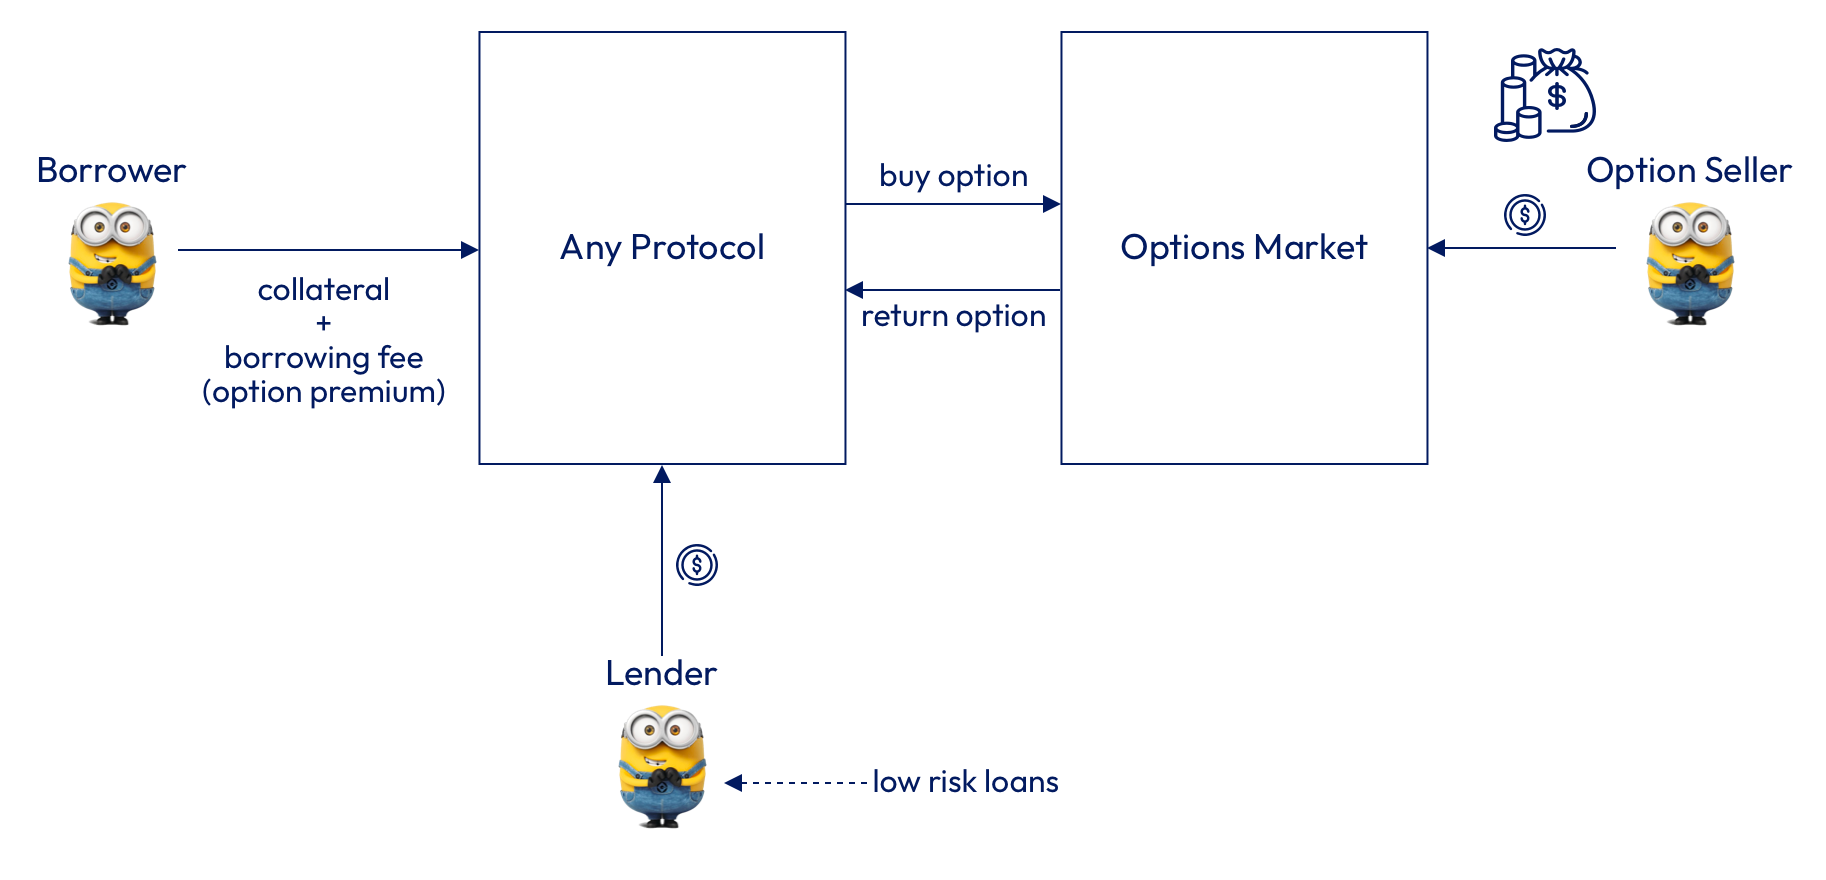 Borrower
collateral
+
borrowing fee
(option premium)
Any Protocol
buy option
return option
Options Market
$
Option Seller
$
$
Lender
low risk loans